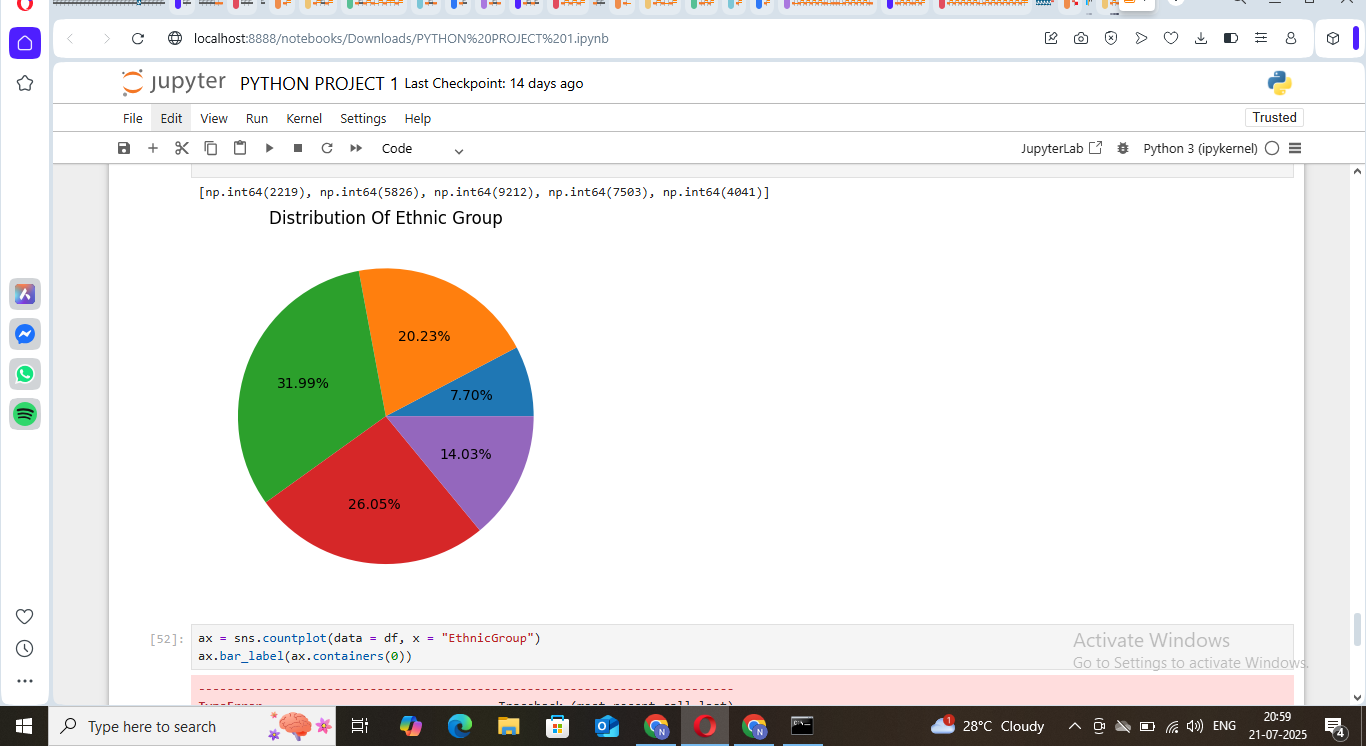 localhost:8888/notebooks/Downloads/PYTHON%20PROJECT%201.ipynb
jupyter PYTHON PROJECT 1 Last Checkpoint: 14 days ago
File Edit View Run Kernel Settings Help
Trusted
Code
JupyterLab
Python 3 (ipykernel)
[np.int64(2219), np.int64(5826), np.int64(9212), np.int64(7503), np.int64(4041)]
Distribution Of Ethnic Group
20.23%
31.99%
7.70%
14.03%
26.05%
[52]:
ax = sns.countplot(data = df, x = "EthnicGroup")
ax.bar_label(ax.containers(0))
Activate Windows
Go to Settings to activate Windows.
---------------------------------------------------------------------------
TypeError Traceback (most recent call last)
Type here to search
N
N
1
28°C Cloudy
ENG
20:59
21-07-2025
4